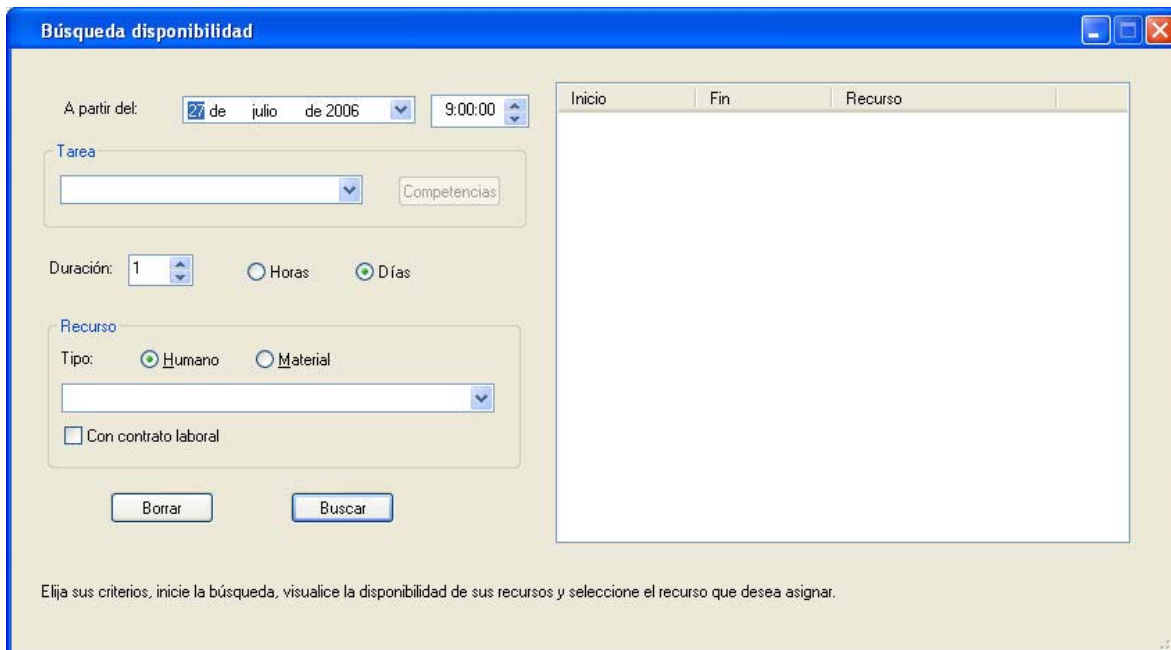 Búsqueda disponibilidad
A partir del: 27 de julio de 2006 9:00:00
Tarea
Competencias
Duración: 1 Horas Días
Recurso
Tipo: Humano Material
Con contrato laboral
Borrar Buscar
Inicio Fin Recurso
Elija sus criterios, inicie la búsqueda, visualice la disponibilidad de sus recursos y seleccione el recurso que desea asignar.